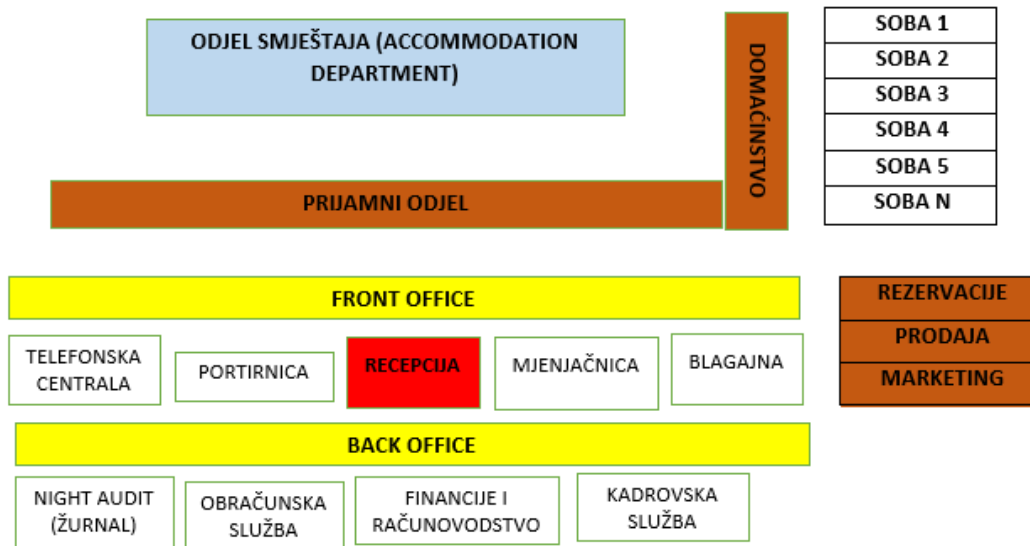 ODJEL SMJEŠTAJA (ACCOMMODATION
DEPARTMENT)
DOMAĆINSTVO
SOBA 1
SOBA 2
SOBA 3
SOBA 4
SOBA 5
SOBA N
PRIJAMNI ODJEL
FRONT OFFICE
REZERVACIJE
PRODAJA
MARKETING
TELEFONSKA
CENTRALA
PORTIRNICA
RECEPCIJA
MJENJAČNICA
BLAGAJNA
BACK OFFICE
NIGHT AUDIT
(ŽURNAL)
OBRAČUNSKA
SLUŽBA
FINANCIJE I
RAČUNOVODSTVO
KADROVSKA
SLUŽBA